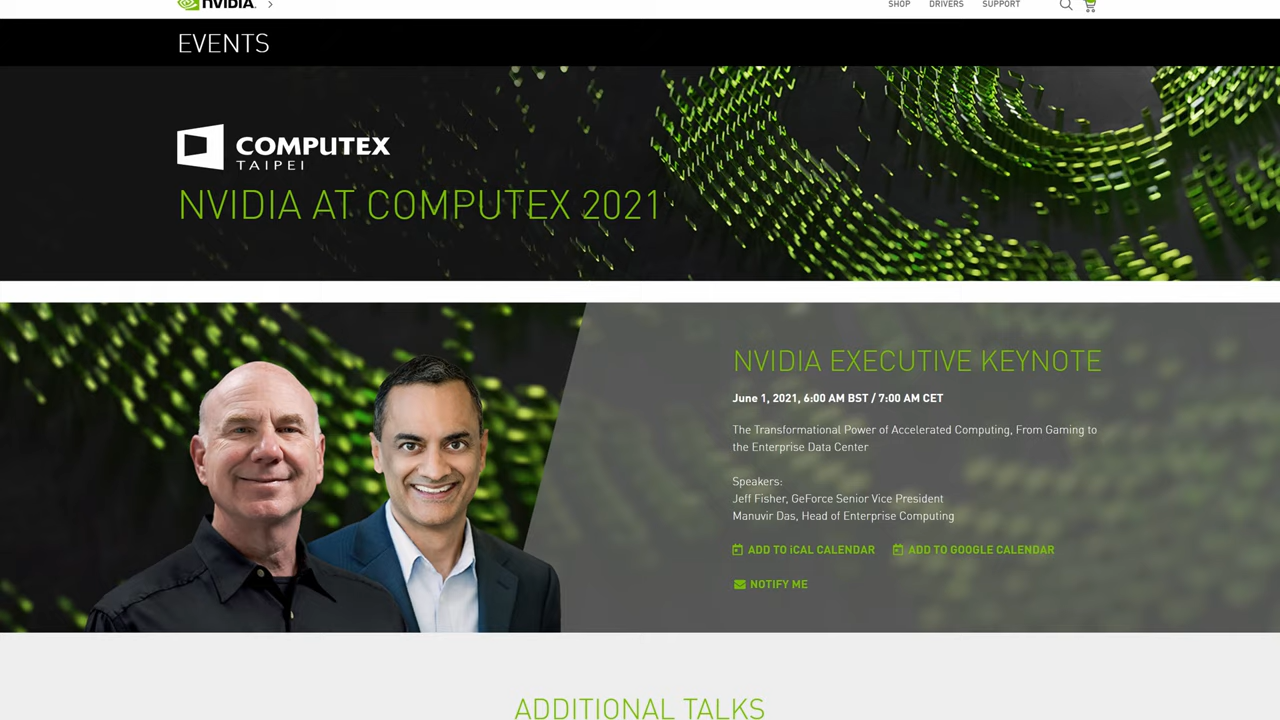 nVIDIA.
SHOP DRIVERS SUPPORT
EVENTS
COMPUTEX
TAIPEI
NVIDIA AT COMPUTEX 2021
NVIDIA EXECUTIVE KEYNOTE
June 1, 2021, 6:00 AM BST / 7:00 AM CET
The Transformational Power of Accelerated Computing, From Gaming to
the Enterprise Data Center
Speakers:
Jeff Fisher, GeForce Senior Vice President
Manuvir Das, Head of Enterprise Computing
ADD TO iCAL CALENDAR ADD TO GOOGLE CALENDAR
NOTIFY ME
ADDITIONAL TALKS